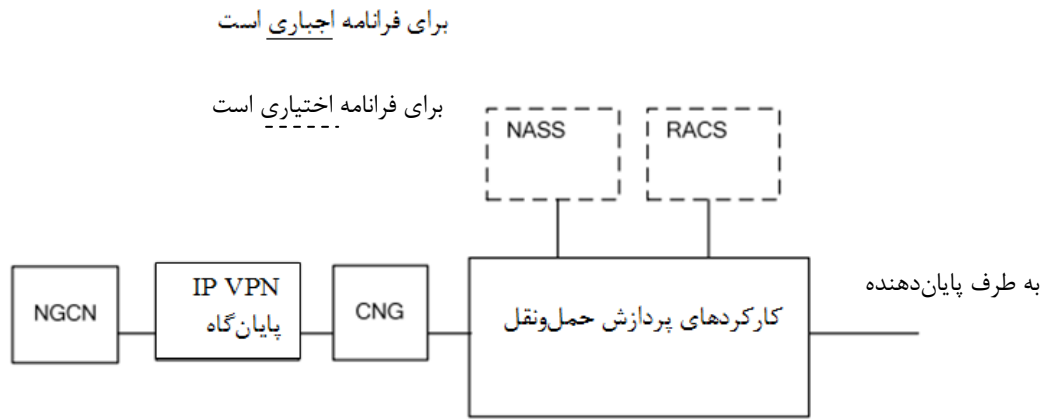 برای فرانامه اجباری است
برای فرانامه اختیاری است
NASS
RACS
NGCN
IP VPN
پایان‌گاه
CNG
کارکردهای پردازش حمل‌ونقل
به طرف پایان‌دهنده